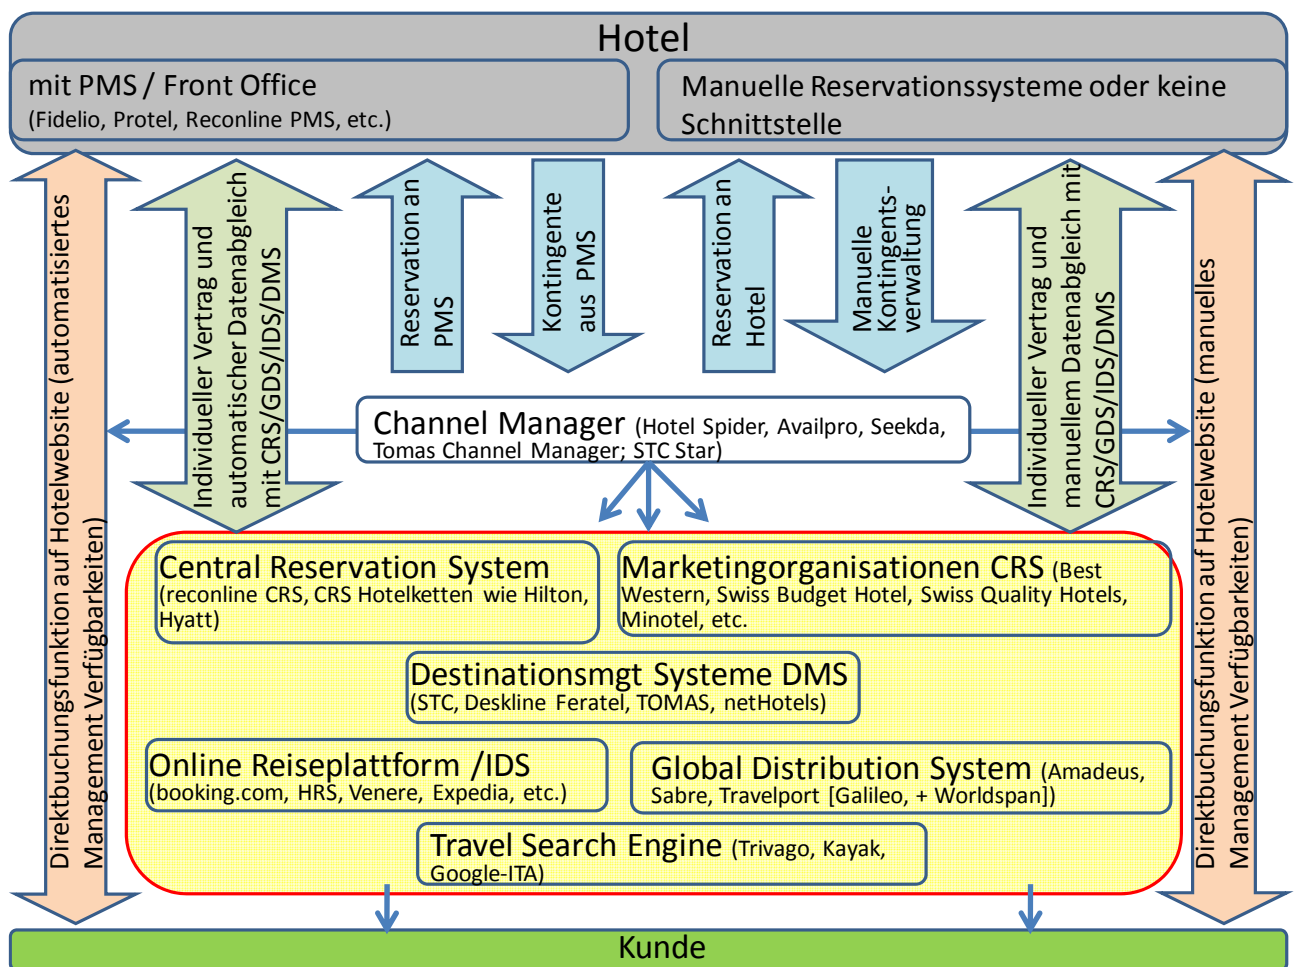 Hotel
mit PMS / Front Office
(Fidelio, Protel, Reconline PMS, etc.)
Manuelle Reservationssysteme oder keine
Schnittstelle
Direktbuchungsfunktion auf Hotelwebsite (automatisiertes
Management Verfügbarkeiten)
Individueller Vertrag und
automatischer Datenabgleich
mit CRS/GDS/IDS/DMS
Reservation an
PMS
Kontingente
aus PMS
Reservation an
Hotel
Manuelle
Kontingents-
verwaltung
Individueller Vertrag und
manuellem Datenabgleich mit
CRS/GDS/IDS/DMS
Direktbuchungsfunktion auf Hotelwebsite (manuelles
Management Verfügbarkeiten)
Channel Manager (Hotel Spider, Availpro, Seekda,
Tomas Channel Manager; STC Star)
Central Reservation System
(reconline CRS, CRS Hotelketten wie Hilton,
Hyatt)
Marketingorganisationen CRS (Best
Western, Swiss Budget Hotel, Swiss Quality Hotels,
Minotel, etc.
Destinationsmgt Systeme DMS
(STC, Deskline Feratel, TOMAS, netHotels)
Online Reiseplattform /IDS
(booking.com, HRS, Venere, Expedia, etc.)
Global Distribution System (Amadeus,
Sabre, Travelport [Galileo, + Worldspan])
Travel Search Engine (Trivago, Kayak,
Google-ITA)
Kunde